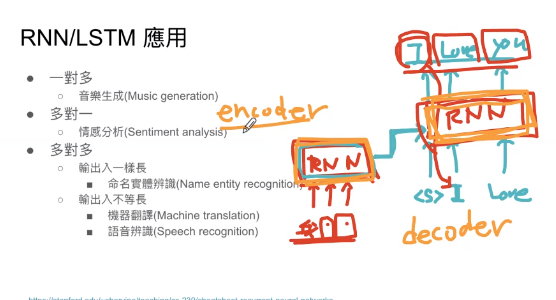 RNN/LSTM 應用
● 一對多
○ 音樂生成(Music generation)
● 多對一
○ 情感分析(Sentiment analysis)
● 多對多
○ 輸出入一樣長
■ 命名實體辨識(Name entity recognition)
○ 輸出入不等長
■ 機器翻譯(Machine translation)
■ 語音辨識(Speech recognition)
encoder
RNN
I Love you
RNN
<s> I Love
decoder